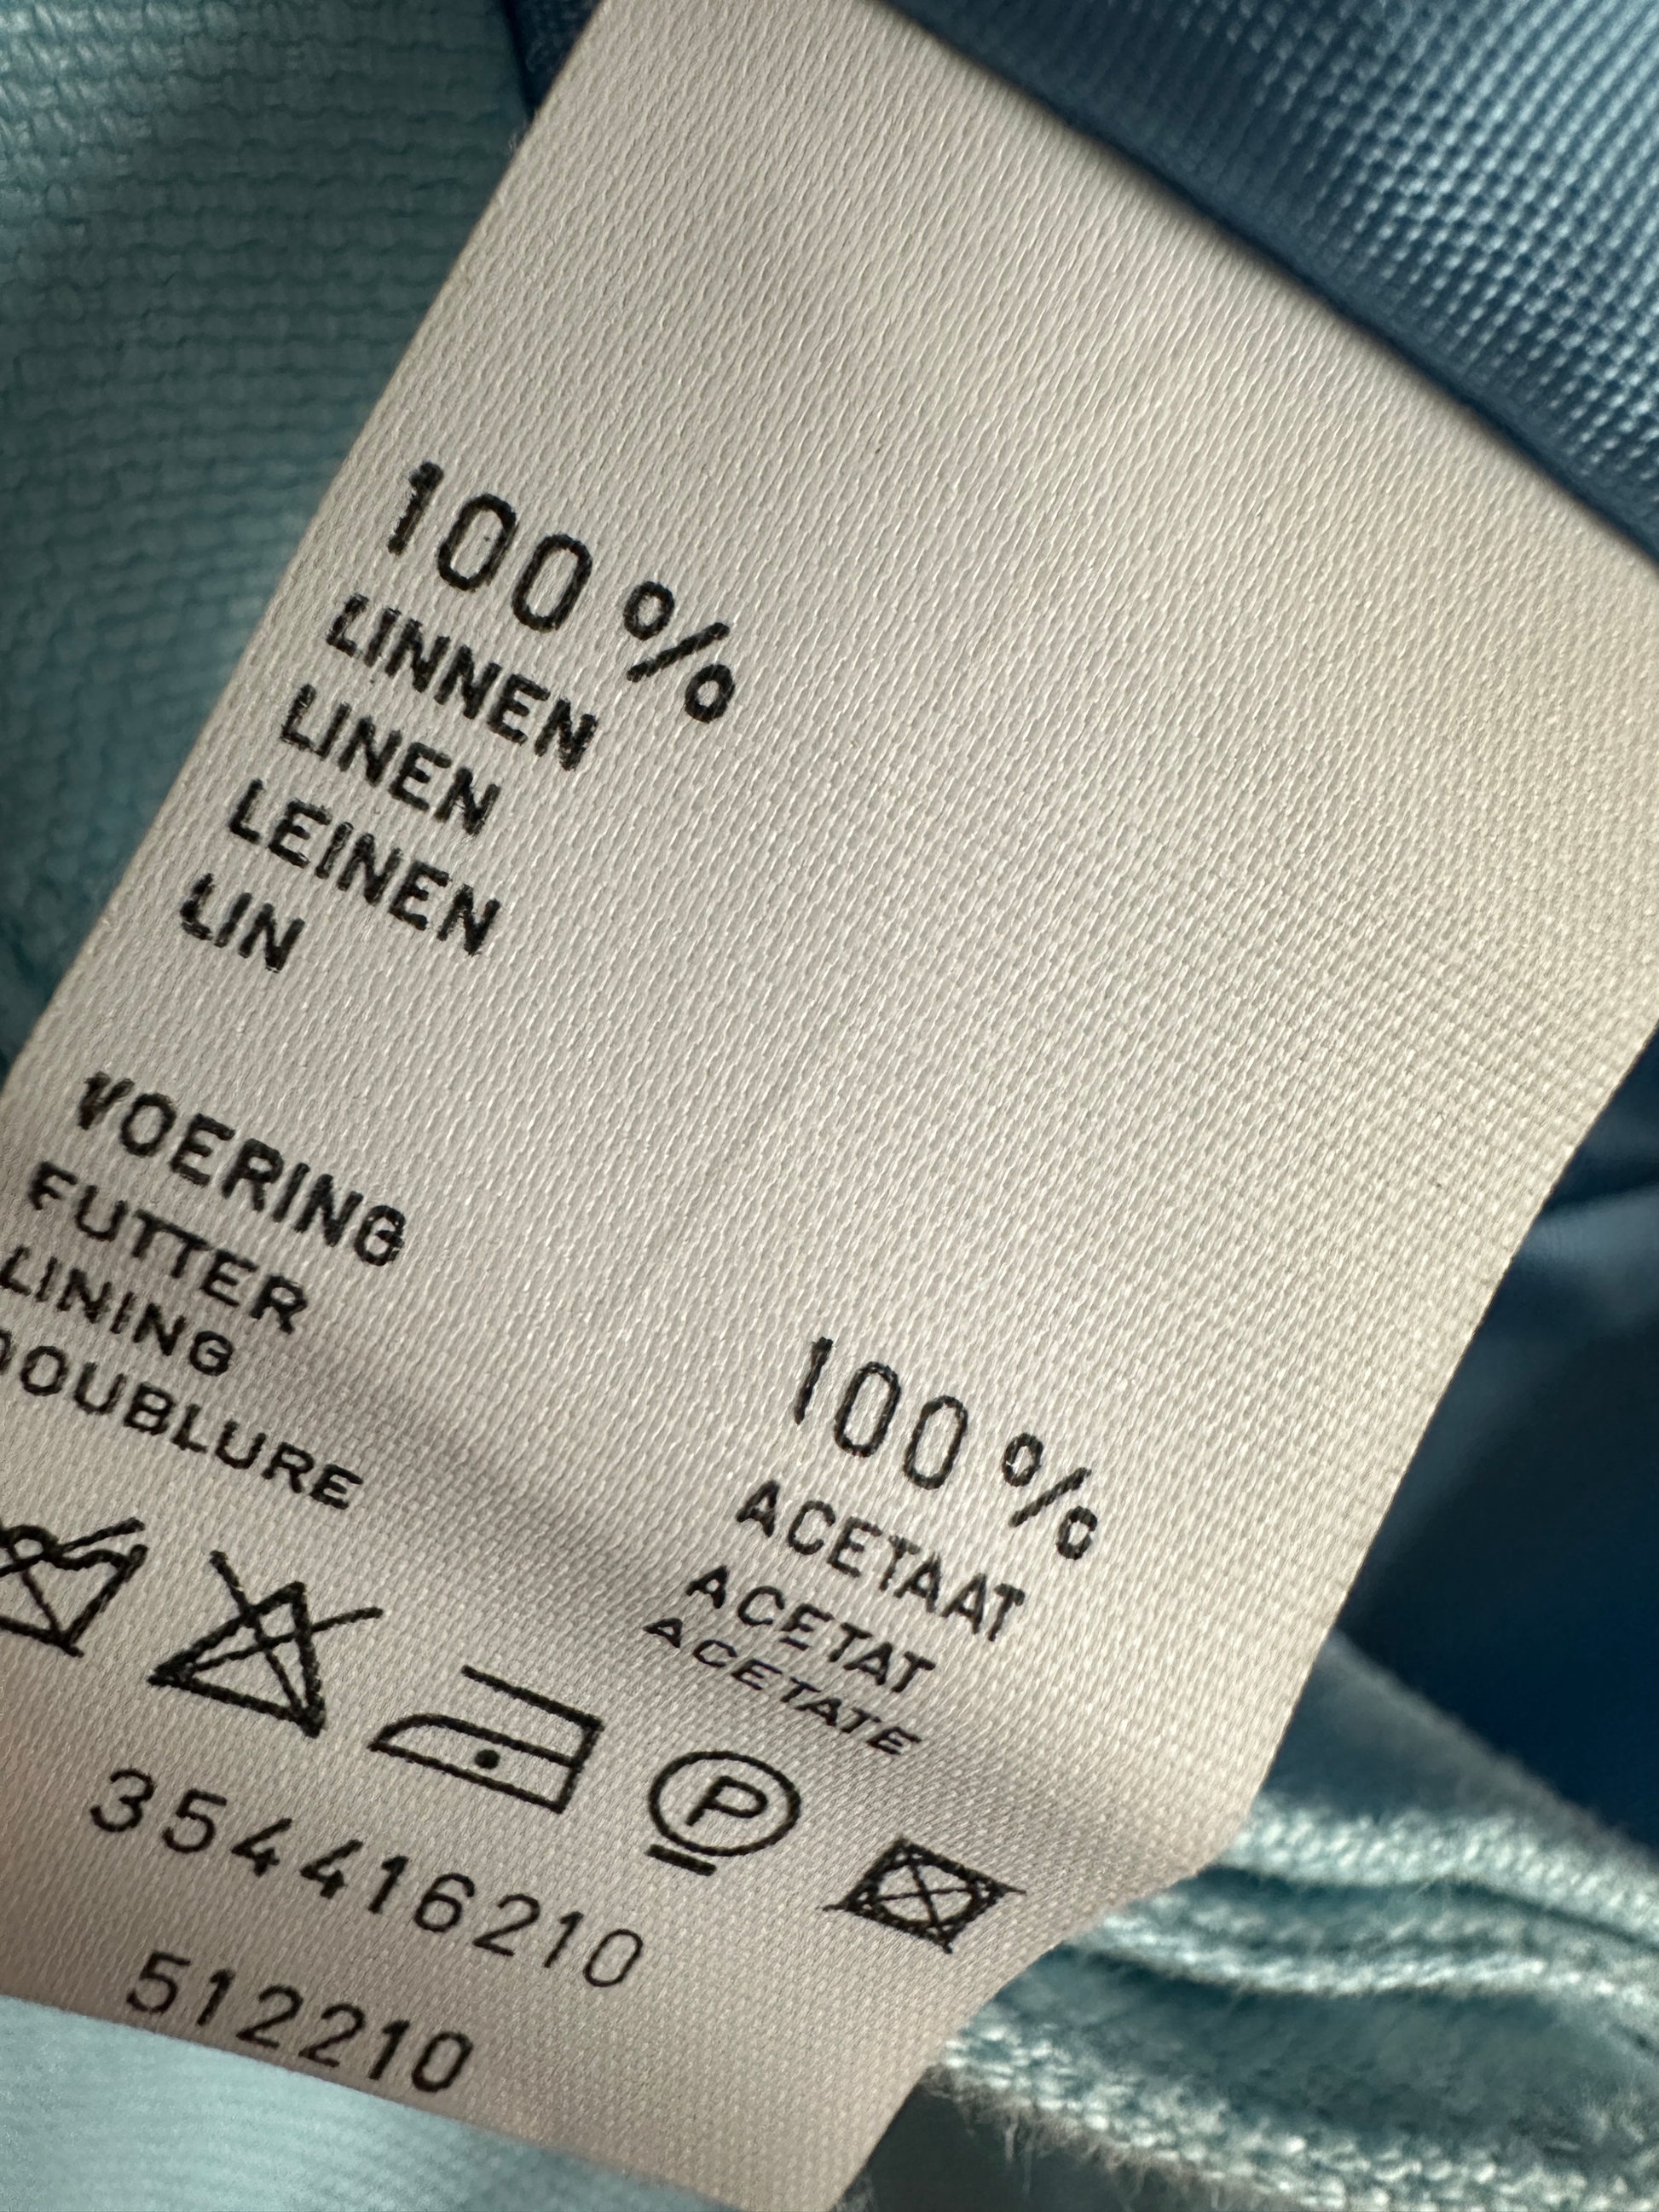 100%
LINNEN
LINEN
LEINEN
LIN
VOERING
FUTTER
LINING
DOUBLURE
100%
ACETAAT
ACETAT
ACETATE
P
354416210
512210